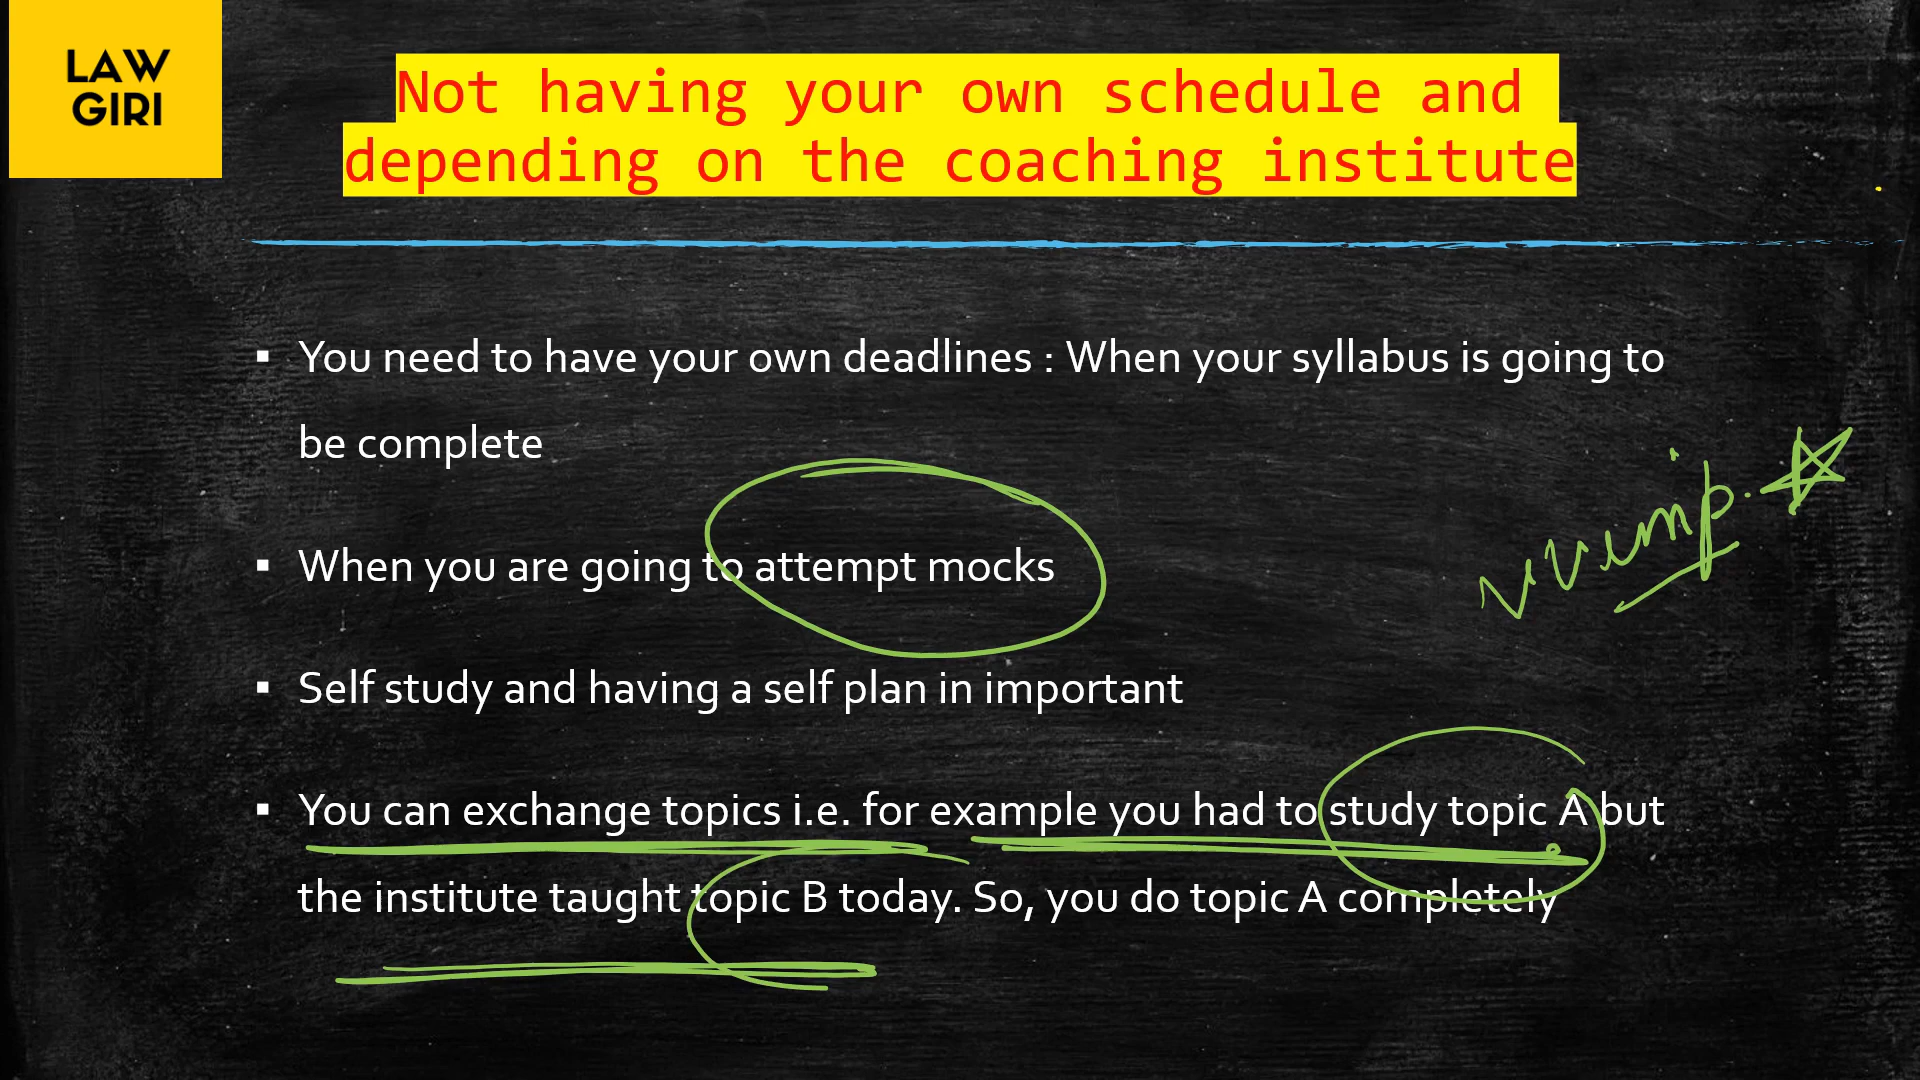 LAW
GIRI
Not having your own schedule and
depending on the coaching institute
▪ You need to have your own deadlines : When your syllabus is going to
be complete
▪ When you are going to attempt mocks
vvimp.
▪ Self study and having a self plan in important
▪ You can exchange topics i.e. for example you had to study topic A but
the institute taught topic B today. So, you do topic A completely